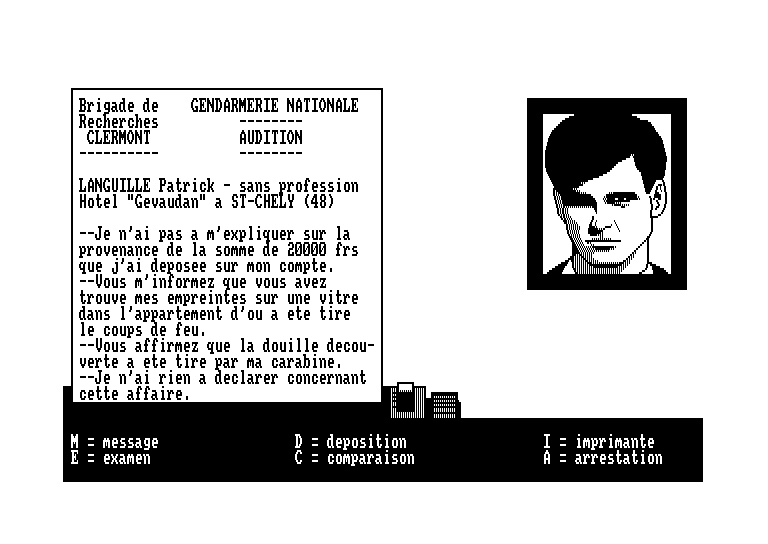 Brigade de GENDARMERIE NATIONALE
Recherches --------
CLERMONT AUDITION
---------- --------
LANGUILLE Patrick - sans profession
Hotel "Gevaudan" a ST-CHELY (48)
--Je n'ai pas a m'expliquer sur la
provenance de la somme de 20000 frs
que j'ai deposee sur mon compte.
--Vous m'informez que vous avez
trouve mes empreintes sur une vitre
dans l'appartement d'ou a ete tire
le coups de feu.
--Vous affirmez que la douille decou-
verte a ete tire par ma carabine.
--Je n'ai rien a declarer concernant
cette affaire.
M = message D = deposition I = imprimante
E = examen C = comparaison A = arrestation